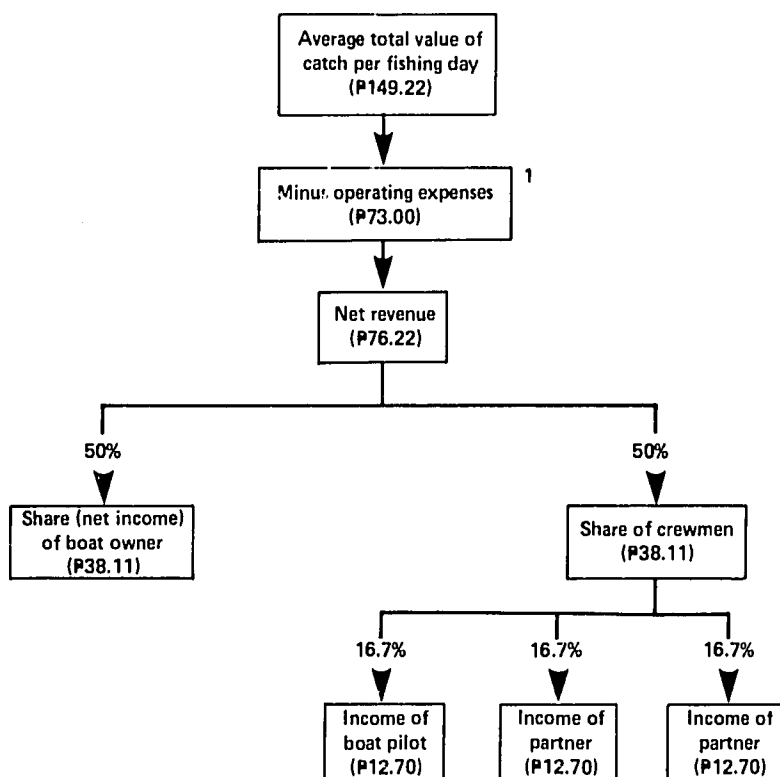 Average total value of
catch per fishing day
(₱149.22)
1
Minus operating expenses
(₱73.00)
Net revenue
(₱76.22)
50%
50%
Share (net income)
of boat owner
(₱38.11)
Share of crewmen
(₱38.11)
16.7%
16.7%
16.7%
Income of
boat pilot
(₱12.70)
Income of
partner
(₱12.70)
Income of
partner
(₱12.70)